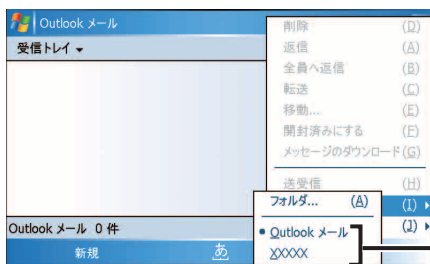 Outlook メール
受信トレイ
削除 (D)
返信 (A)
全員へ返信 (B)
転送 (C)
移動... (E)
開封済みにする (F)
メッセージのダウンロード(G)
送受信 (H)
(I)
(J)
フォルダ... (A)
Outlook メール
XXXXX
Outlook メール 0 件
新規 あ